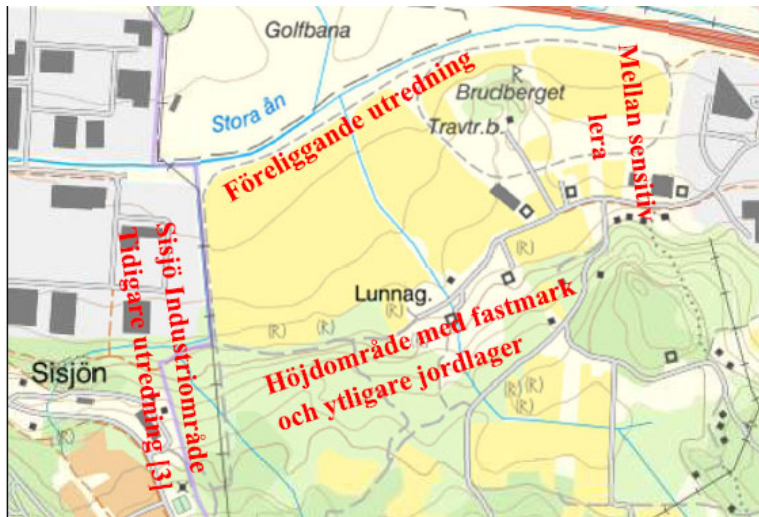 Golfbana
Stora ån
Föreliggande utredning
R
Brudberget
Travtr.b.
Mellan sensitiv
lera
(R)
Lunnag.
(R)
(R)
(R)
Höjdområde med fastmark
och ytligare jordlager
Sisjö Industriområde
Tidigare utredning [3]
Sisjön
(R)
(R)
(R)
(R)